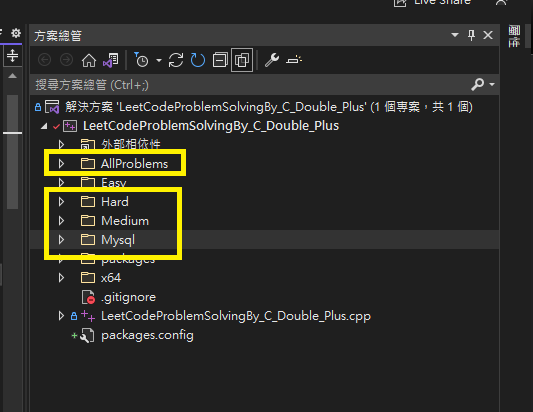 Live Share
方案總管
搜尋方案總管 (Ctrl+;)
解決方案 'LeetCodeProblemSolvingBy_C_Double_Plus' (1 個專案，共 1 個)
LeetCodeProblemSolvingBy_C_Double_Plus
外部相依性
AllProblems
Easy
Hard
Medium
Mysql
packages
x64
.gitignore
LeetCodeProblemSolvingBy_C_Double_Plus.cpp
packages.config